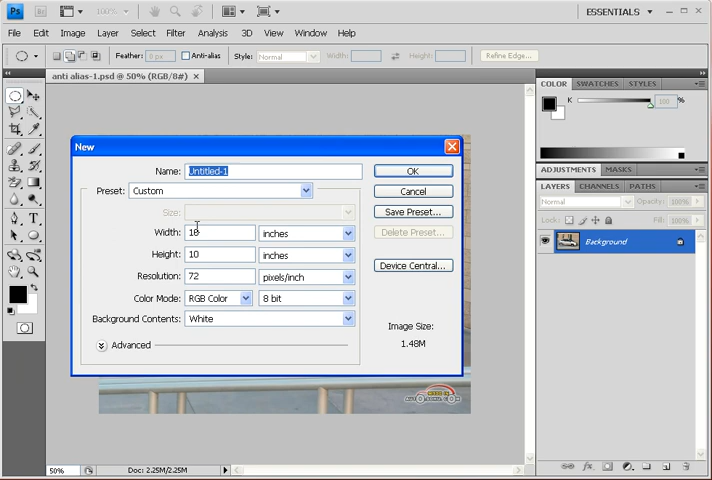 Ps 100% ESSENTIALS
File Edit Image Layer Select Filter Analysis 3D View Window Help
Feather: 0 px Anti-alias Style: Normal Width: Height: Refine Edge...
anti alias-1.psd @ 50% (RGB/8#) ×
COLOR SWATCHES STYLES
K 100 %
ADJUSTMENTS MASKS
LAYERS CHANNELS PATHS
Normal Opacity: 100%
Lock: Fill: 100%
Background
New
Name: Untitled-1 OK
Preset: Custom Cancel
Size: Save Preset...
Width: inches Delete Preset...
Height: 10 inches
Resolution: 72 pixels/inch Device Central...
Color Mode: RGB Color 8 bit
Background Contents: White Image Size:
Advanced 1.48M
50% Doc: 2.25M/2.25M